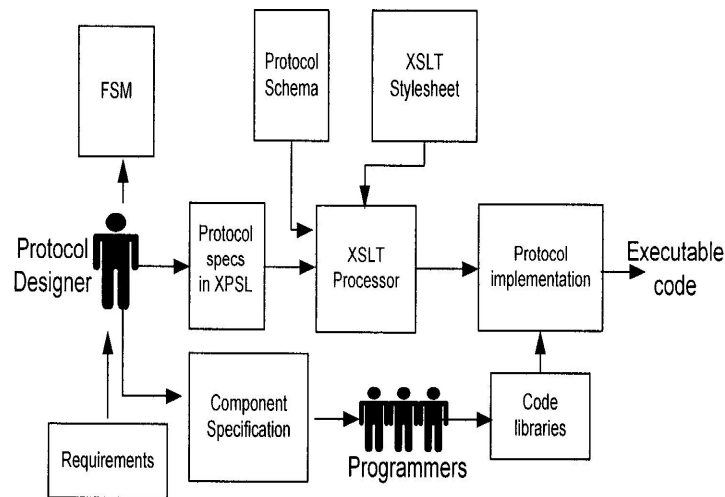 FSM
Protocol
Schema
XSLT
Stylesheet
Protocol
Designer
Protocol
specs
in XPSL
XSLT
Processor
Protocol
implementation
Executable
code
Requirements
Component
Specification
Programmers
Code
libraries